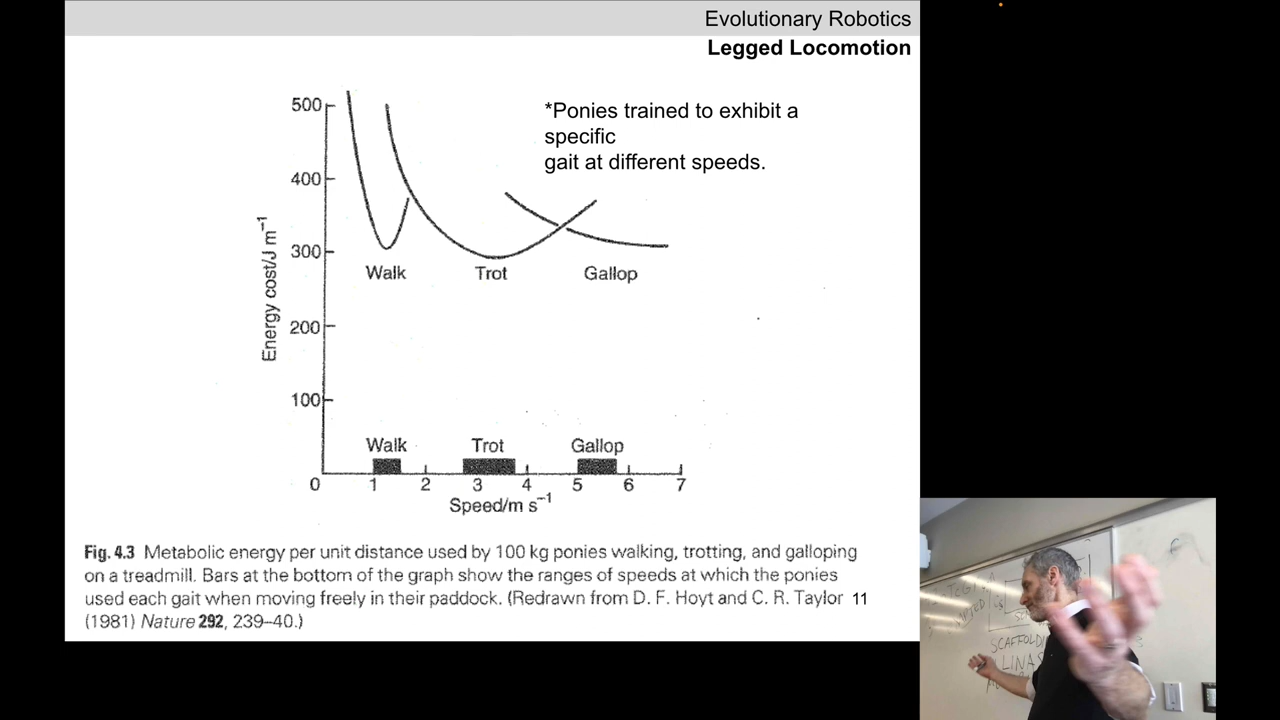 Evolutionary Robotics
Legged Locomotion
*Ponies trained to exhibit a
specific
gait at different speeds.
500
400
300
200
100
Energy cost/J m⁻¹
Walk Trot Gallop
Walk Trot Gallop
0 1 2 3 4 5 6 7
Speed/m s⁻¹
Fig. 4.3 Metabolic energy per unit distance used by 100 kg ponies walking, trotting, and galloping
on a treadmill. Bars at the bottom of the graph show the ranges of speeds at which the ponies
used each gait when moving freely in their paddock. (Redrawn from D. F. Hoyt and C. R. Taylor 11
(1981) Nature 292, 239–40.)